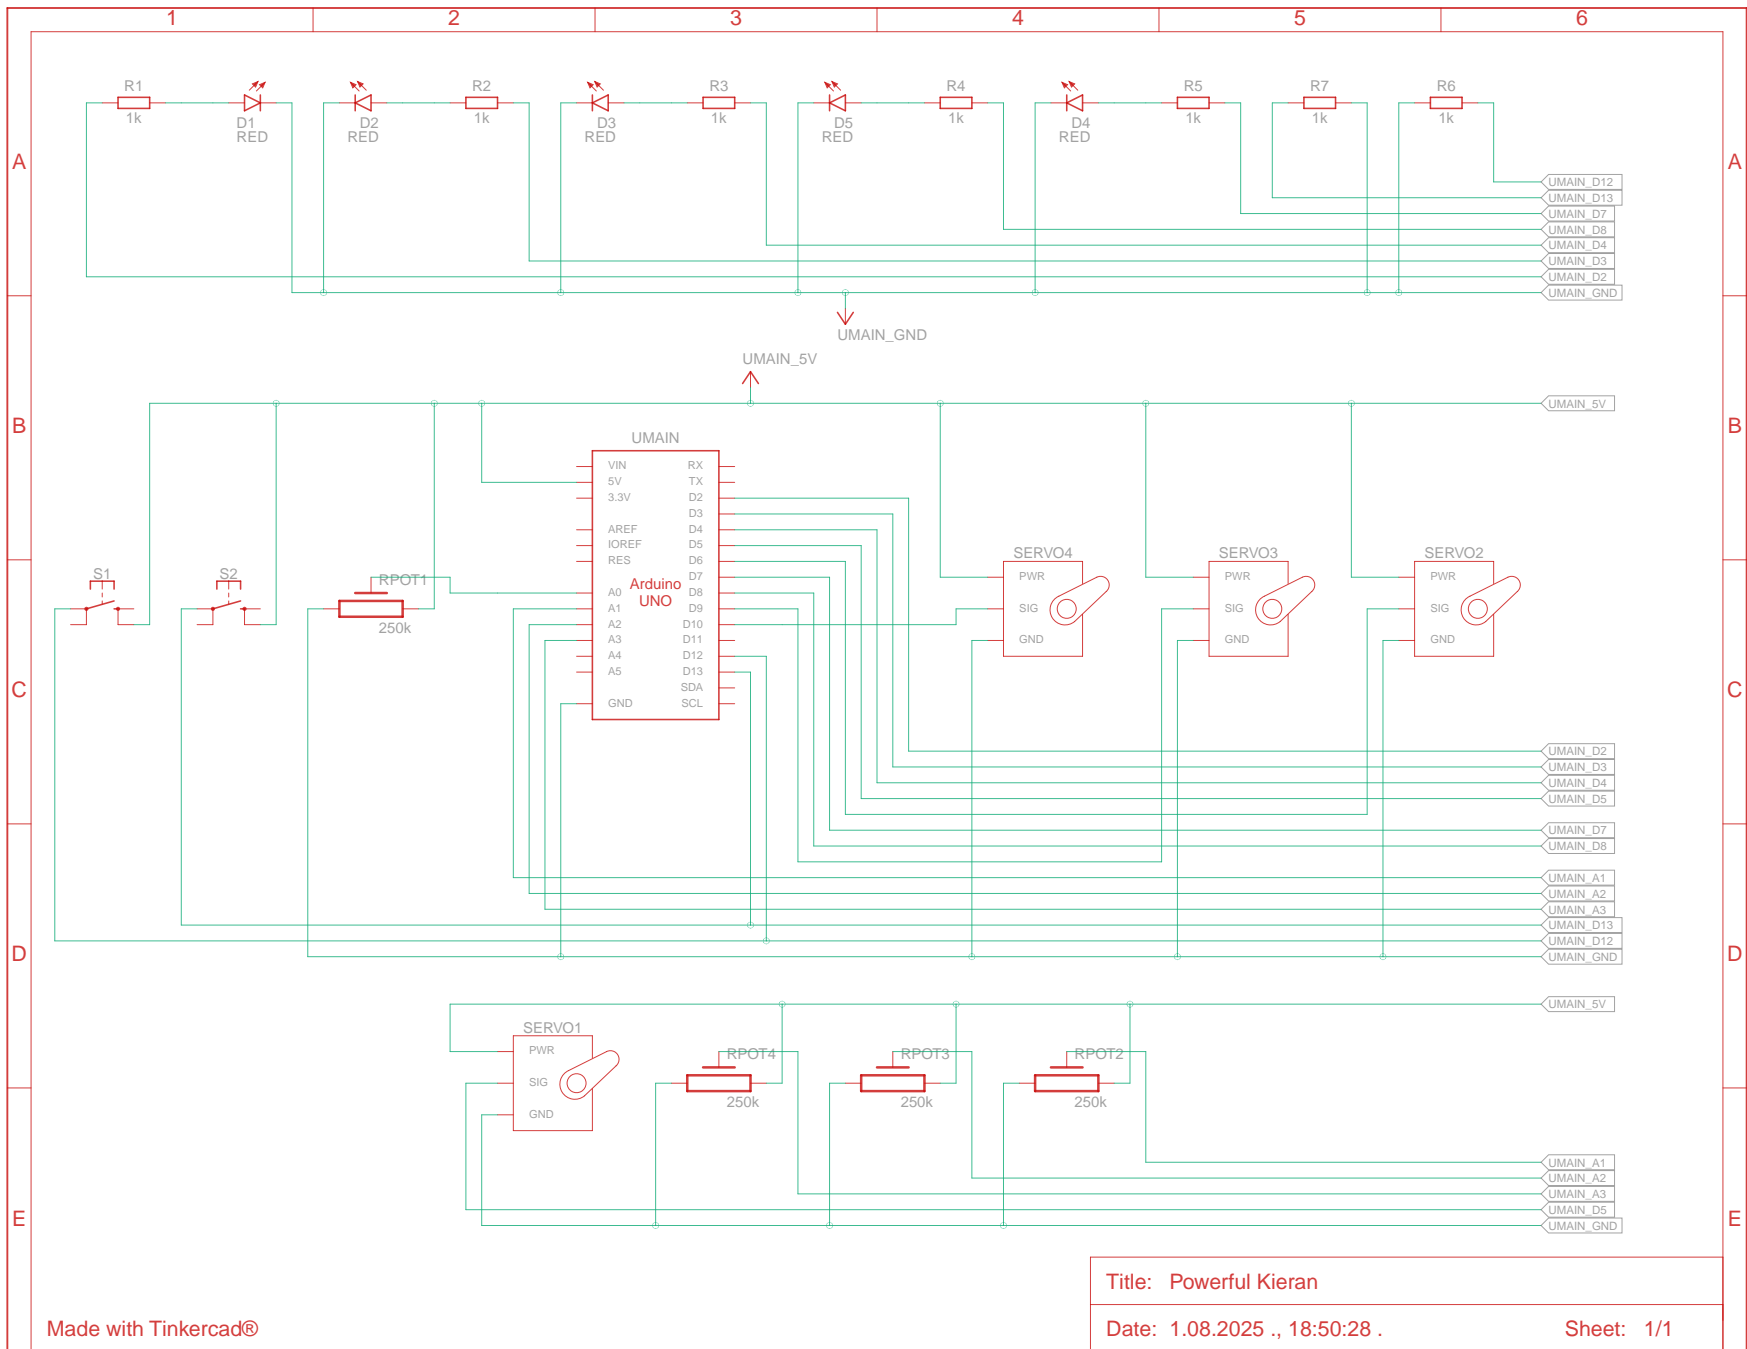 1 2 3 4 5 6
R1 R2 R3 R4 R5 R7 R6
1k D1 D2 1k D3 1k D5 1k D4 1k 1k 1k
RED RED RED RED RED
A A
UMAIN_D12
UMAIN_D13
UMAIN_D7
UMAIN_D8
UMAIN_D4
UMAIN_D3
UMAIN_D2
UMAIN_GND
UMAIN_GND
UMAIN_5V
UMAIN_5V
B B
UMAIN
VIN RX
5V TX
3.3V D2
D3
AREF D4
IOREF D5
RES D6
D7
A0 D8
A1 D9
A2 D10
A3 D11
A4 D12
A5 D13
SDA
GND SCL
Arduino
UNO
S1 S2 RPOT1
250k
SERVO4 SERVO3 SERVO2
PWR PWR PWR
SIG SIG SIG
GND GND GND
C C
UMAIN_D2
UMAIN_D3
UMAIN_D4
UMAIN_D5
UMAIN_D7
UMAIN_D8
UMAIN_A1
UMAIN_A2
UMAIN_A3
UMAIN_D13
UMAIN_D12
UMAIN_GND
D D
UMAIN_5V
SERVO1
PWR
SIG
GND
RPOT4 RPOT3 RPOT2
250k 250k 250k
UMAIN_A1
UMAIN_A2
UMAIN_A3
UMAIN_D5
UMAIN_GND
E E
Title: Powerful Kieran
Made with Tinkercad®
Date: 1.08.2025 ., 18:50:28 . Sheet: 1/1